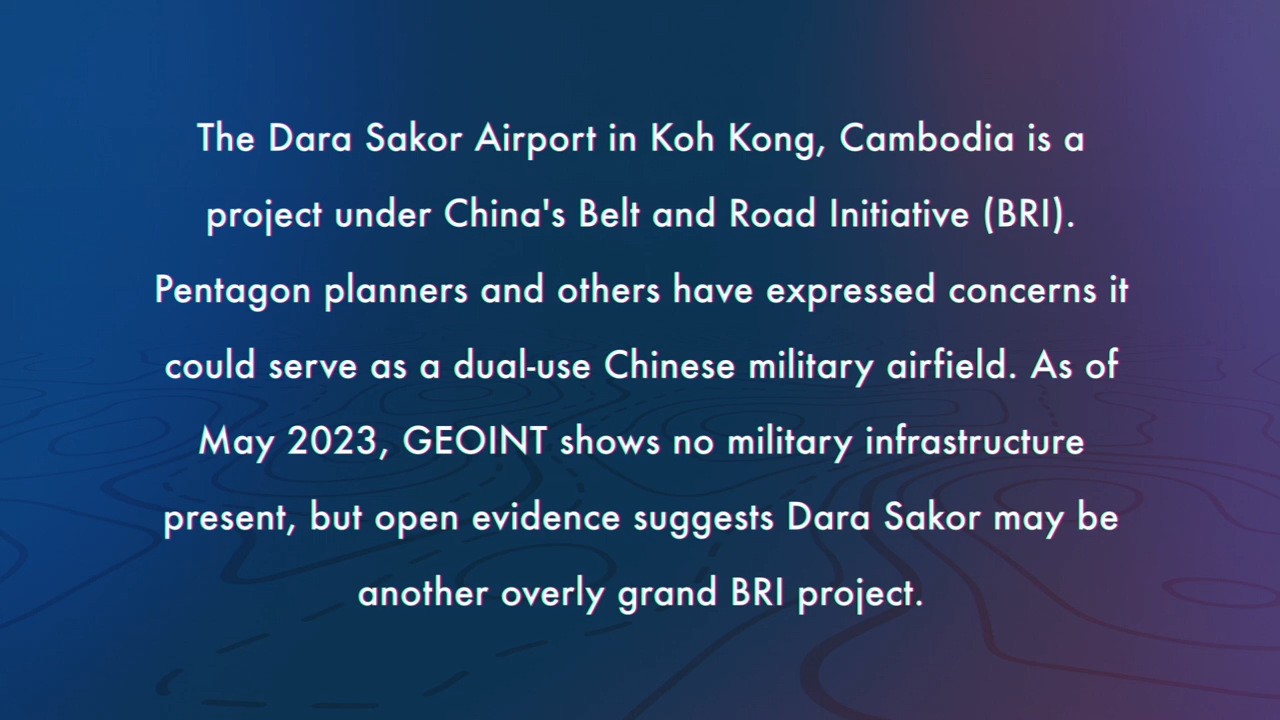 The Dara Sakor Airport in Koh Kong, Cambodia is a
project under China's Belt and Road Initiative (BRI).
Pentagon planners and others have expressed concerns it
could serve as a dual-use Chinese military airfield. As of
May 2023, GEOINT shows no military infrastructure
present, but open evidence suggests Dara Sakor may be
another overly grand BRI project.